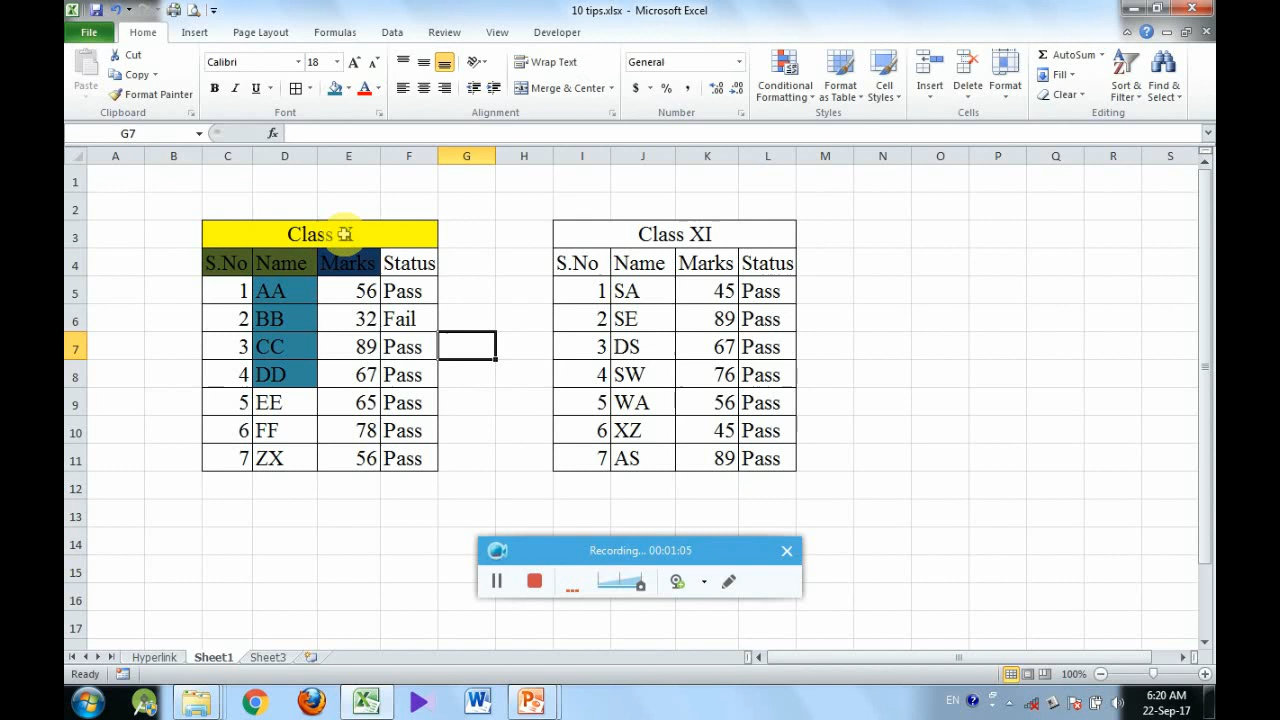 10 tips.xlsx - Microsoft Excel
File Home Insert Page Layout Formulas Data Review View Developer
Paste Cut Copy Format Painter
Calibri 18 A A
B I U A
Wrap Text
Merge & Center
General
$ % ,
Conditional Formatting Format as Table Cell Styles
Insert Delete Format
Σ AutoSum Fill Clear
Sort & Filter Find & Select
Clipboard Font Alignment Number Styles Cells Editing
G7 fx
A B C D E F G H I J K L M N O P Q R S
1
2
3 Class X Class XI
4 S.No Name Marks Status S.No Name Marks Status
5 1 AA 56 Pass 1 SA 45 Pass
6 2 BB 32 Fail 2 SE 89 Pass
7 3 CC 89 Pass 3 DS 67 Pass
8 4 DD 67 Pass 4 SW 76 Pass
9 5 EE 65 Pass 5 WA 56 Pass
10 6 FF 78 Pass 6 XZ 45 Pass
11 7 ZX 56 Pass 7 AS 89 Pass
12
13
14
15
16
17
Recording... 00:01:05
Hyperlink Sheet1 Sheet3
Ready 100%
EN 6:20 AM
22-Sep-17